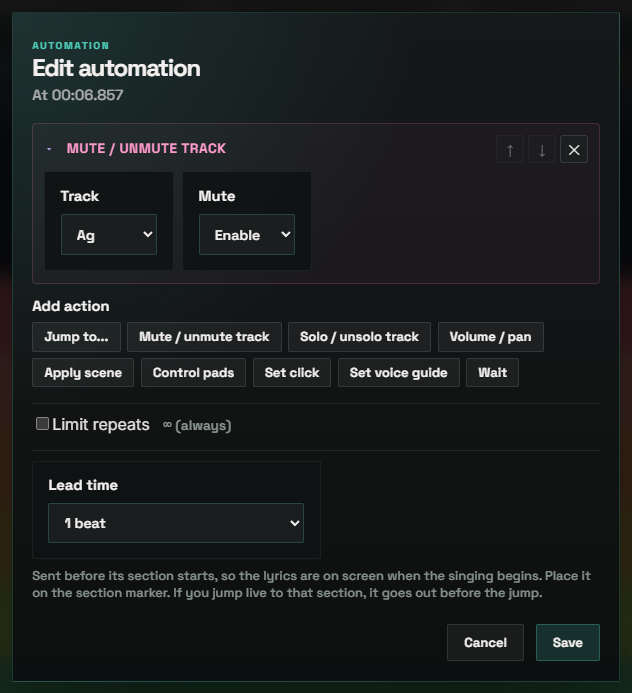 AUTOMATION
Edit automation
At 00:06.857
MUTE / UNMUTE TRACK
Track
Mute
Ag
Enable
Add action
Jump to...
Mute / unmute track
Solo / unsolo track
Volume / pan
Apply scene
Control pads
Set click
Set voice guide
Wait
Limit repeats
∞ (always)
Lead time
1 beat
Sent before its section starts, so the lyrics are on screen when the singing begins. Place it
on the section marker. If you jump live to that section, it goes out before the jump.
Cancel
Save